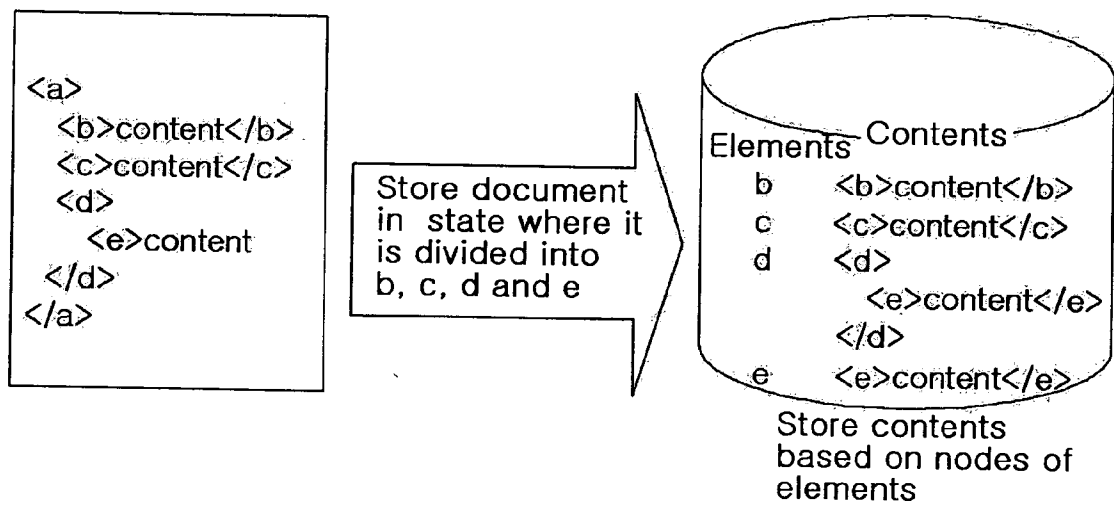 <a>
<b>content</b>
<c>content</c>
<d>
<e>content
</d>
</a>
Store document
in state where it
is divided into
b, c, d and e
Elements Contents
b <b>content</b>
c <c>content</c>
d <d>
<e>content</e>
</d>
e <e>content</e>
Store contents
based on nodes of
elements